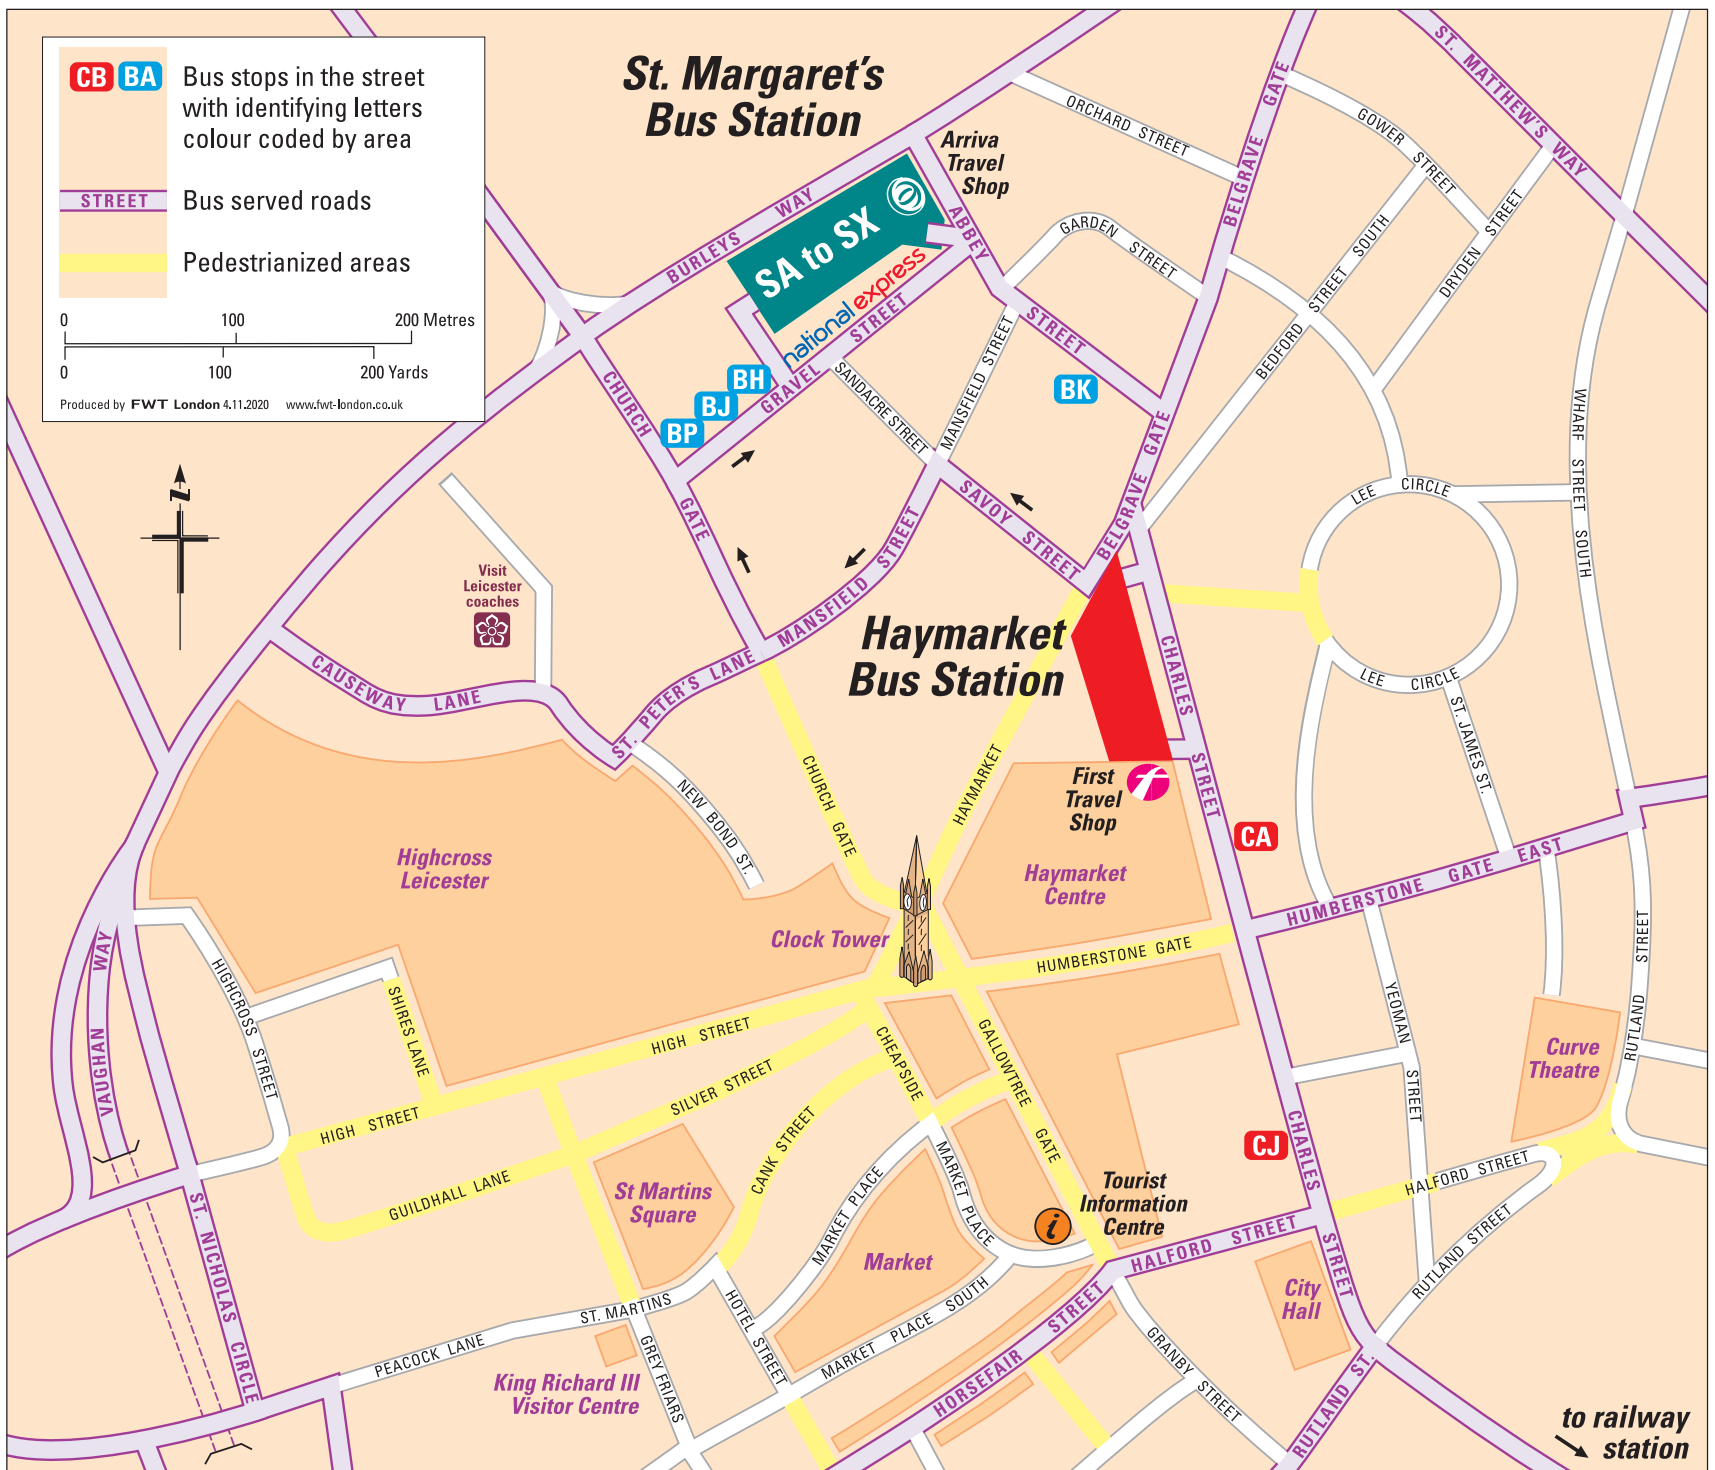 CB BA
Bus stops in the street
with identifying letters
colour coded by area
STREET
Bus served roads
Pedestrianized areas
0 100 200 Metres
0 100 200 Yards
Produced by FWT London 4.11.2020 www.fwt-london.co.uk
St. Margaret's
Bus Station
Arriva
Travel
Shop
SA to SX
national express
BURLEYS WAY
ABBEY
STREET
ORCHARD STREET
BELGRAVE GATE
GOWER STREET
ST. MATTHEW'S WAY
GARDEN STREET
DRYDEN STREET
BEDFORD STREET SOUTH
WHARF STREET SOUTH
GRAVEL STREET
BH
BJ
BP
BK
SANDACRE STREET
MANSFIELD STREET
CHURCH
GATE
SAVOY STREET
BELGRAVE GATE
LEE CIRCLE
LEE CIRCLE
N
Visit
Leicester
coaches
MANSFIELD STREET
Haymarket
Bus Station
CHARLES
STREET
CAUSEWAY LANE
ST. PETER'S LANE
NEW BOND ST.
CHURCH GATE
HAYMARKET
First
Travel
Shop
ST. JAMES ST.
CA
Highcross
Leicester
Haymarket
Centre
Clock Tower
HUMBERSTONE GATE
HUMBERSTONE GATE EAST
RUTLAND STREET
VAUGHAN WAY
HIGHCROSS STREET
SHIRES LANE
HIGH STREET
HIGH STREET
SILVER STREET
CHEAPSIDE
GALLOWTREE GATE
YEOMAN STREET
Curve
Theatre
CANK STREET
GUILDHALL LANE
St Martins
Square
MARKET PLACE
MARKET PLACE
Market
CJ
CHARLES
STREET
Tourist
Information
Centre
i
HALFORD STREET
HALFORD STREET
RUTLAND STREET
City
Hall
ST. NICHOLAS CIRCLE
ST. MARTINS
PEACOCK LANE
HOTEL STREET
MARKET PLACE SOUTH
HORSEFAIR STREET
GRANBY STREET
GREYFRIARS
King Richard III
Visitor Centre
RUTLAND ST.
to railway
station